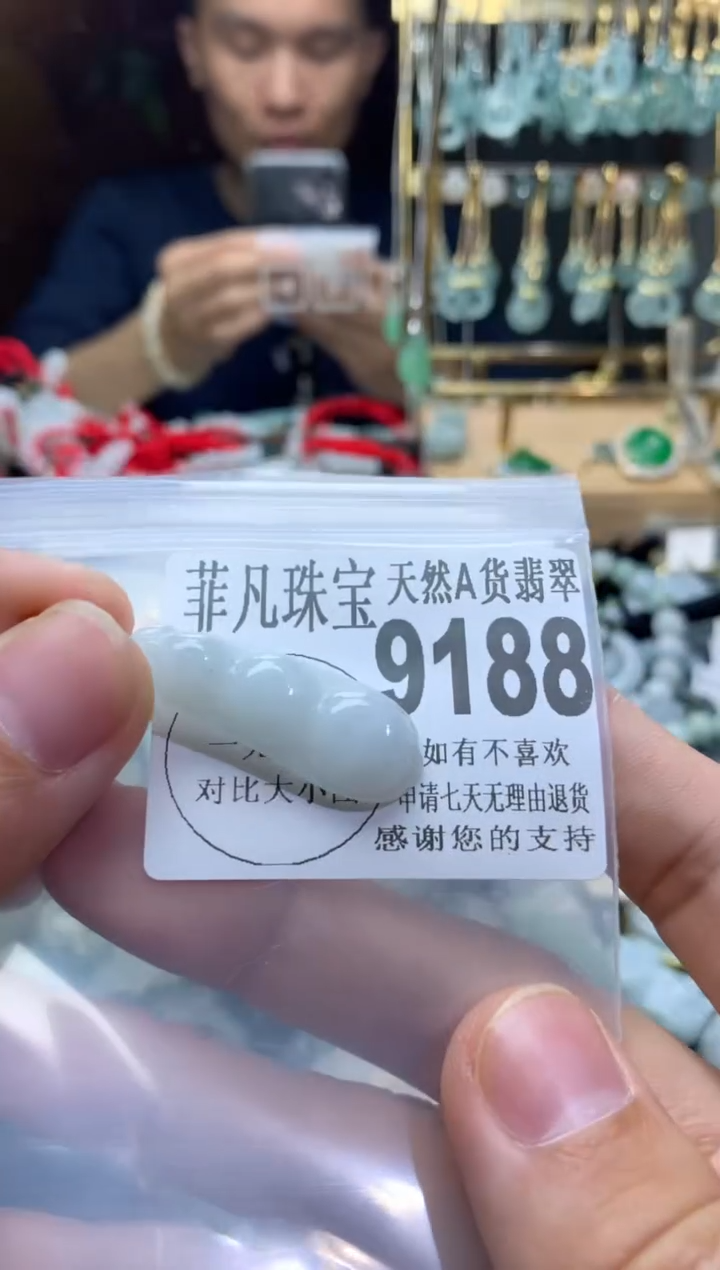 菲凡珠宝 天然A货翡翠
9188
如有不喜欢
对比大小
申请七天无理由退货
感谢您的支持